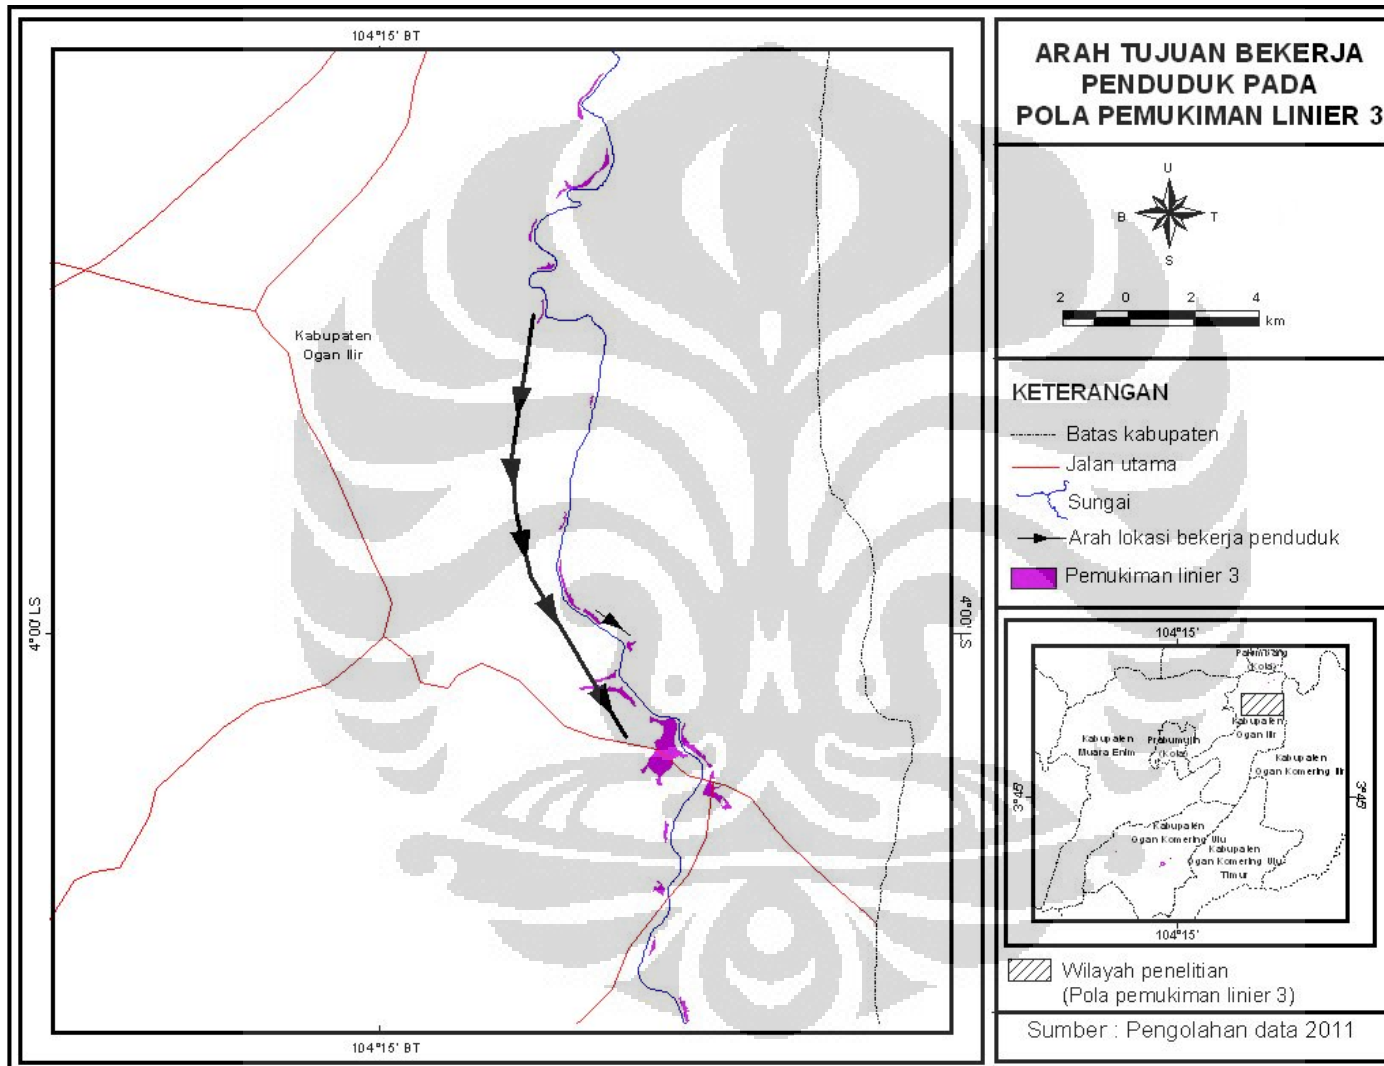 104°15' BT
Kabupaten
Ogan Ilir
4°00' LS
4°00' LS
104°15' BT
ARAH TUJUAN BEKERJA
PENDUDUK PADA
POLA PEMUKIMAN LINIER 3
U
B T
S
2 0 2 4
km
KETERANGAN
Batas kabupaten
Jalan utama
Sungai
Arah lokasi bekerja penduduk
Pemukiman linier 3
104°15'
Palembang
(Kota)
Kabupaten
Ogan Ilir
Kabupaten
Muara Enim
Prabumulih
(Kota)
Kabupaten
Ogan Komering Ilir
3°45'
3°45'
Kabupaten
Ogan Komering Ulu
Kabupaten
Ogan Komering Ulu
Timur
104°15'
Wilayah penelitian
(Pola pemukiman linier 3)
Sumber : Pengolahan data 2011